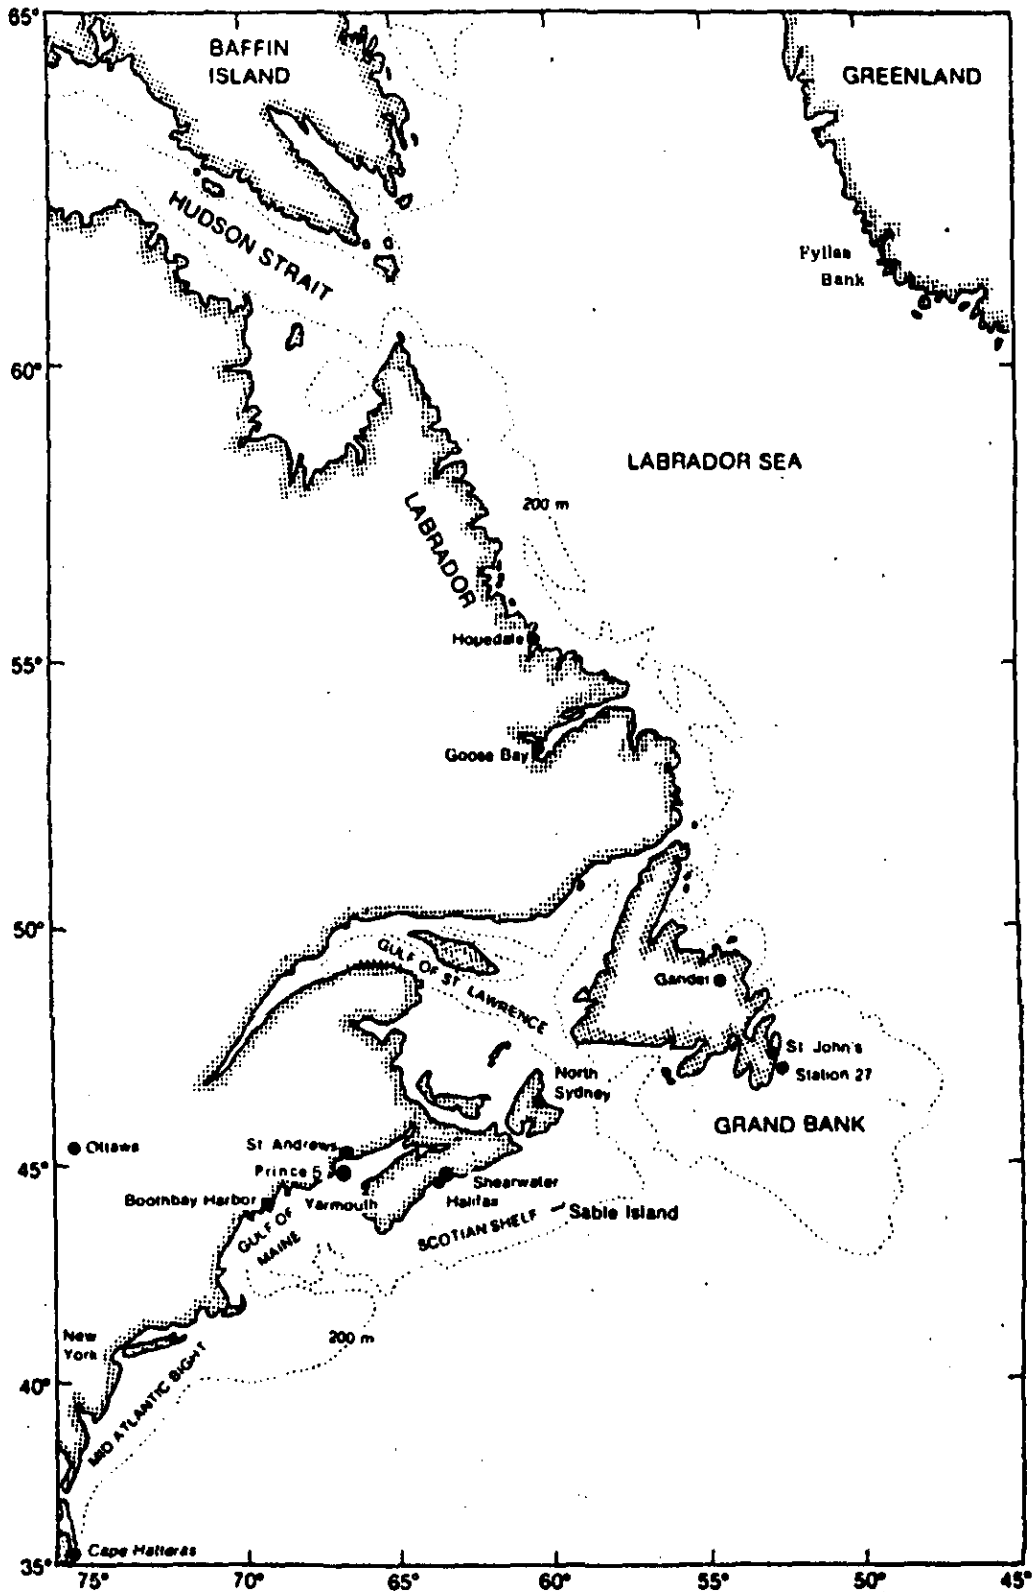 65°
BAFFIN
ISLAND
GREENLAND
HUDSON STRAIT
Fyllas
Bank
60°
LABRADOR SEA
200 m
LABRADOR
Hopedale
55°
Goose Bay
50°
GULF OF ST LAWRENCE
Gander
St John's
Station 27
North
Sydney
GRAND BANK
Ottawa
St Andrews
45°
Prince 5
Shearwater
Boothbay Harbor
Yarmouth
Halifax
GULF OF
MAINE
SCOTIAN SHELF
Sable Island
New
York
200 m
40°
MID ATLANTIC BIGHT
35°
Cape Hatteras
75°
70°
65°
60°
55°
50°
45°